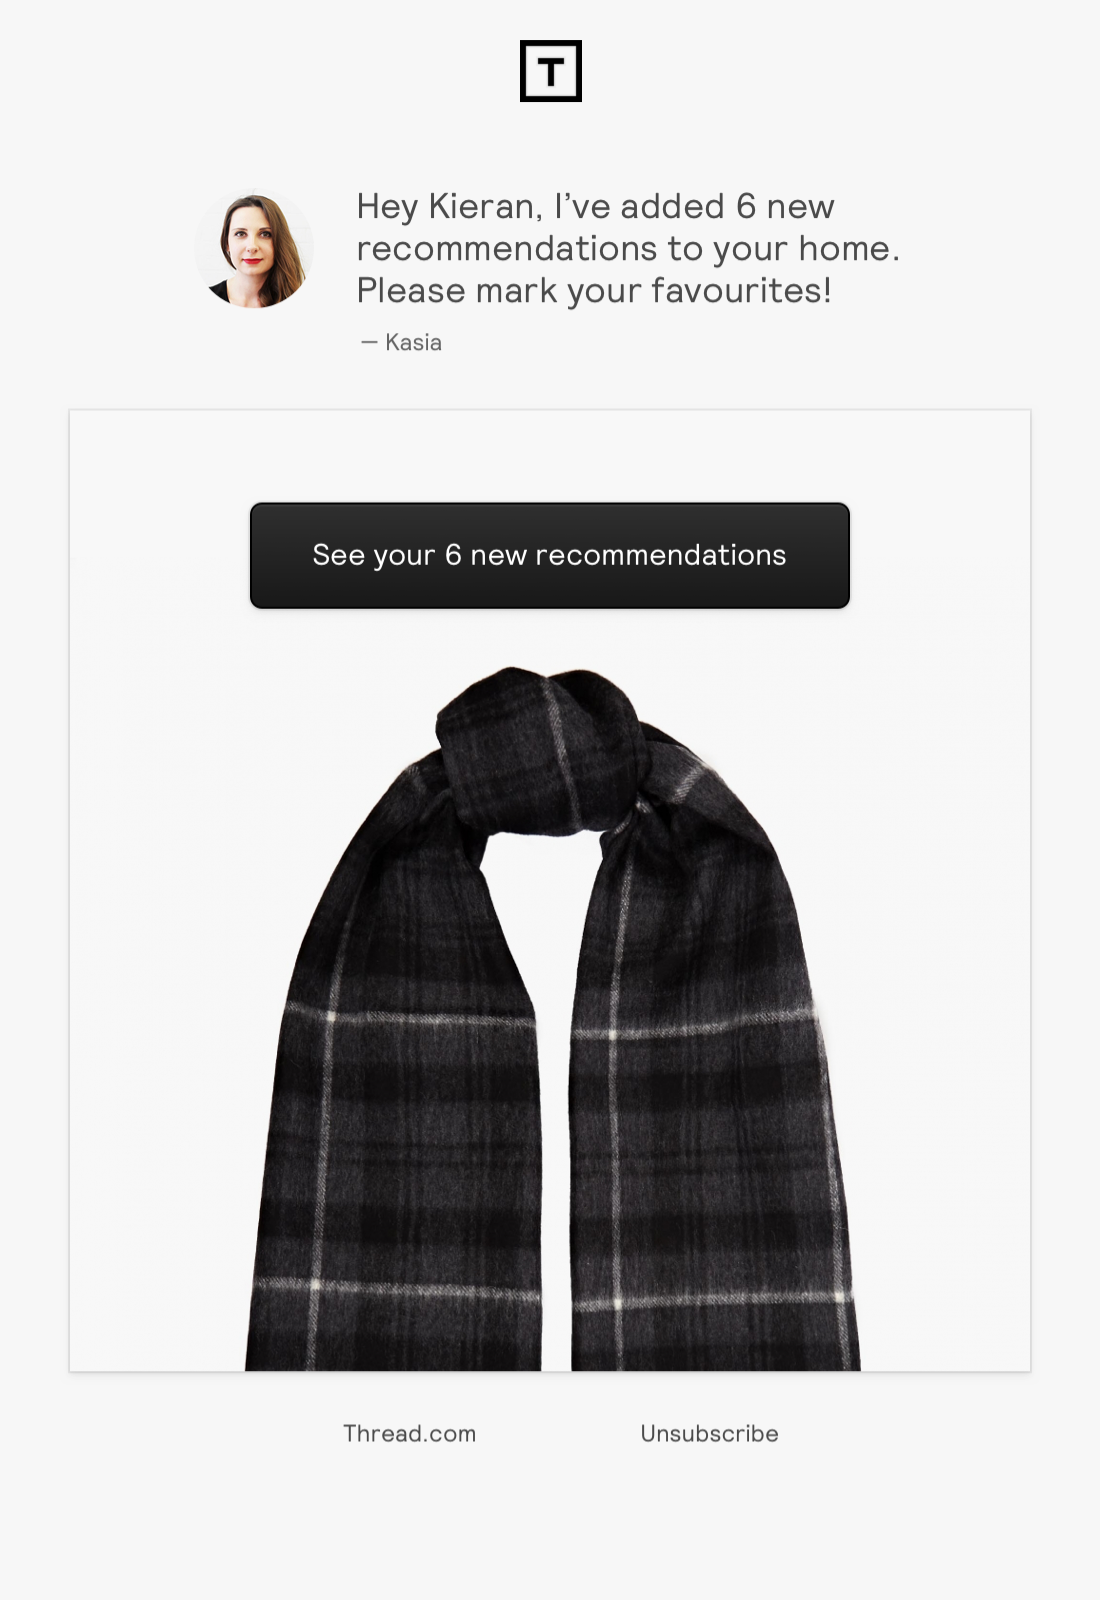 T
Hey Kieran, I’ve added 6 new
recommendations to your home.
Please mark your favourites!
— Kasia
See your 6 new recommendations
Thread.com
Unsubscribe